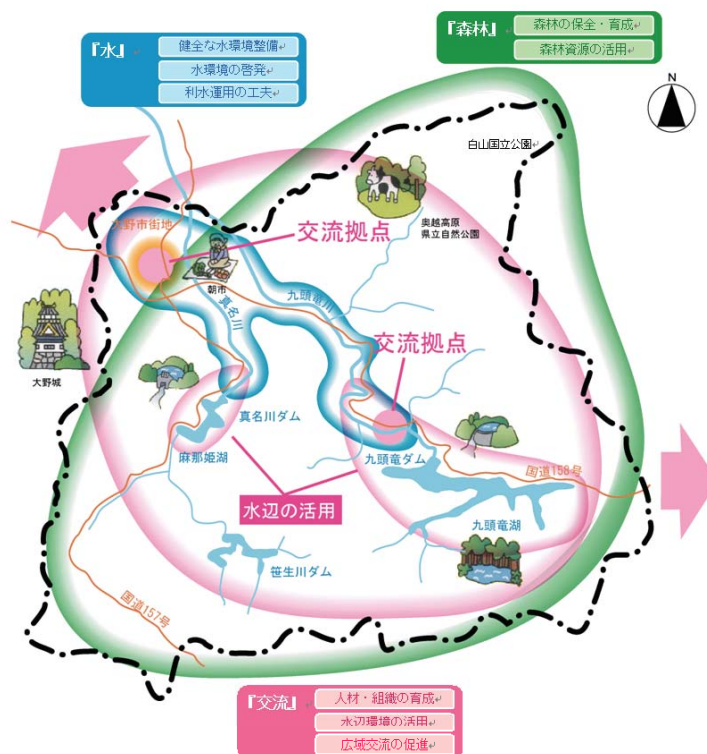 『水』
健全な水環境整備
水環境の啓発
利水運用の工夫
『森林』
森林の保全・育成
森林資源の活用
N
白山国立公園
奥越高原
県立自然公園
大野市街地
交流拠点
朝市
真名川
九頭竜川
大野城
交流拠点
真名川ダム
麻那姫湖
九頭竜ダム
国道158号
水辺の活用
九頭竜湖
笹生川ダム
国道157号
『交流』
人材・組織の育成
水辺環境の活用
広域交流の促進